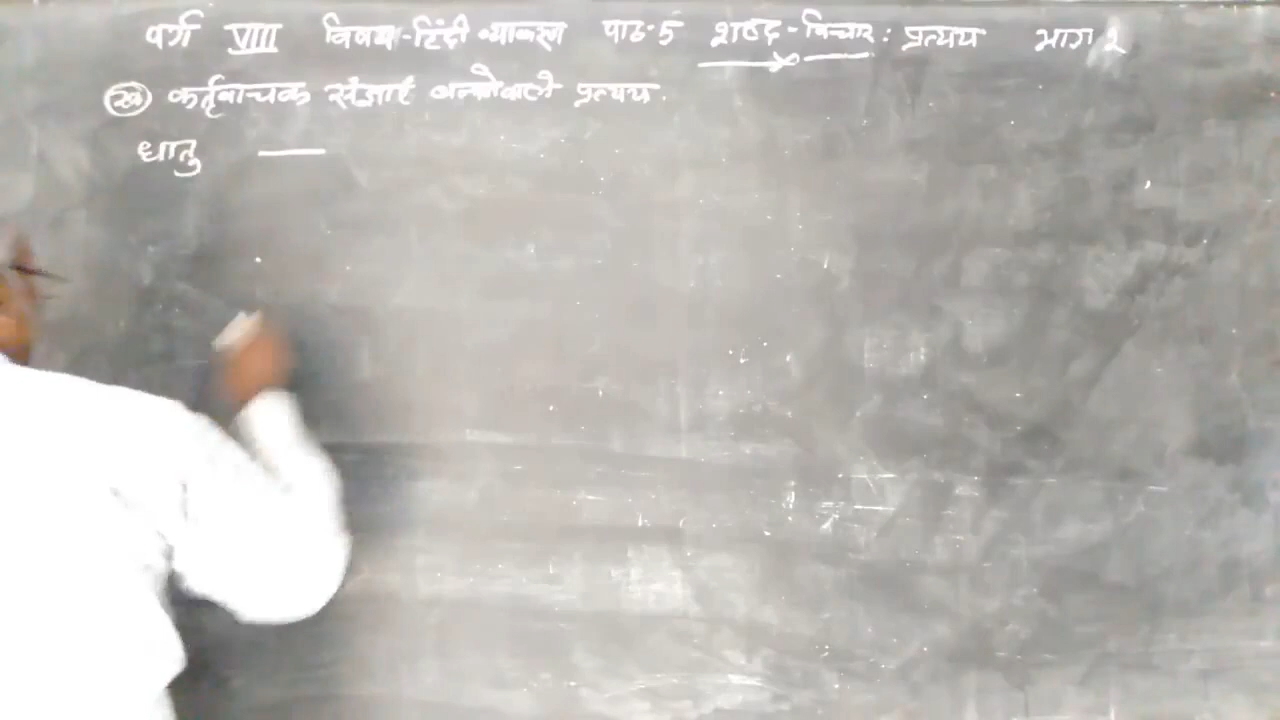 वर्ग VIII विषय-हिंदी व्याकरण पाठ-5 शब्द-विचार: प्रत्यय भाग 2
(ख) कर्तृवाचक संज्ञाएँ बनानेवाले प्रत्यय.
धातु —